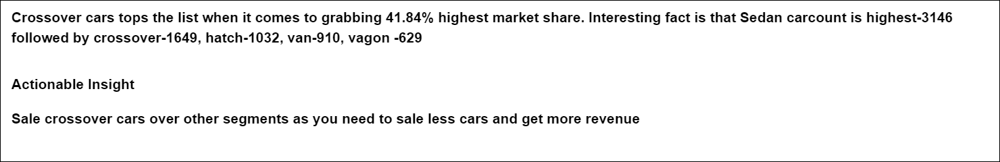 Crossover cars tops the list when it comes to grabbing 41.84% highest market share. Interesting fact is that Sedan carcount is highest-3146
followed by crossover-1649, hatch-1032, van-910, vagon -629
Actionable Insight
Sale crossover cars over other segments as you need to sale less cars and get more revenue